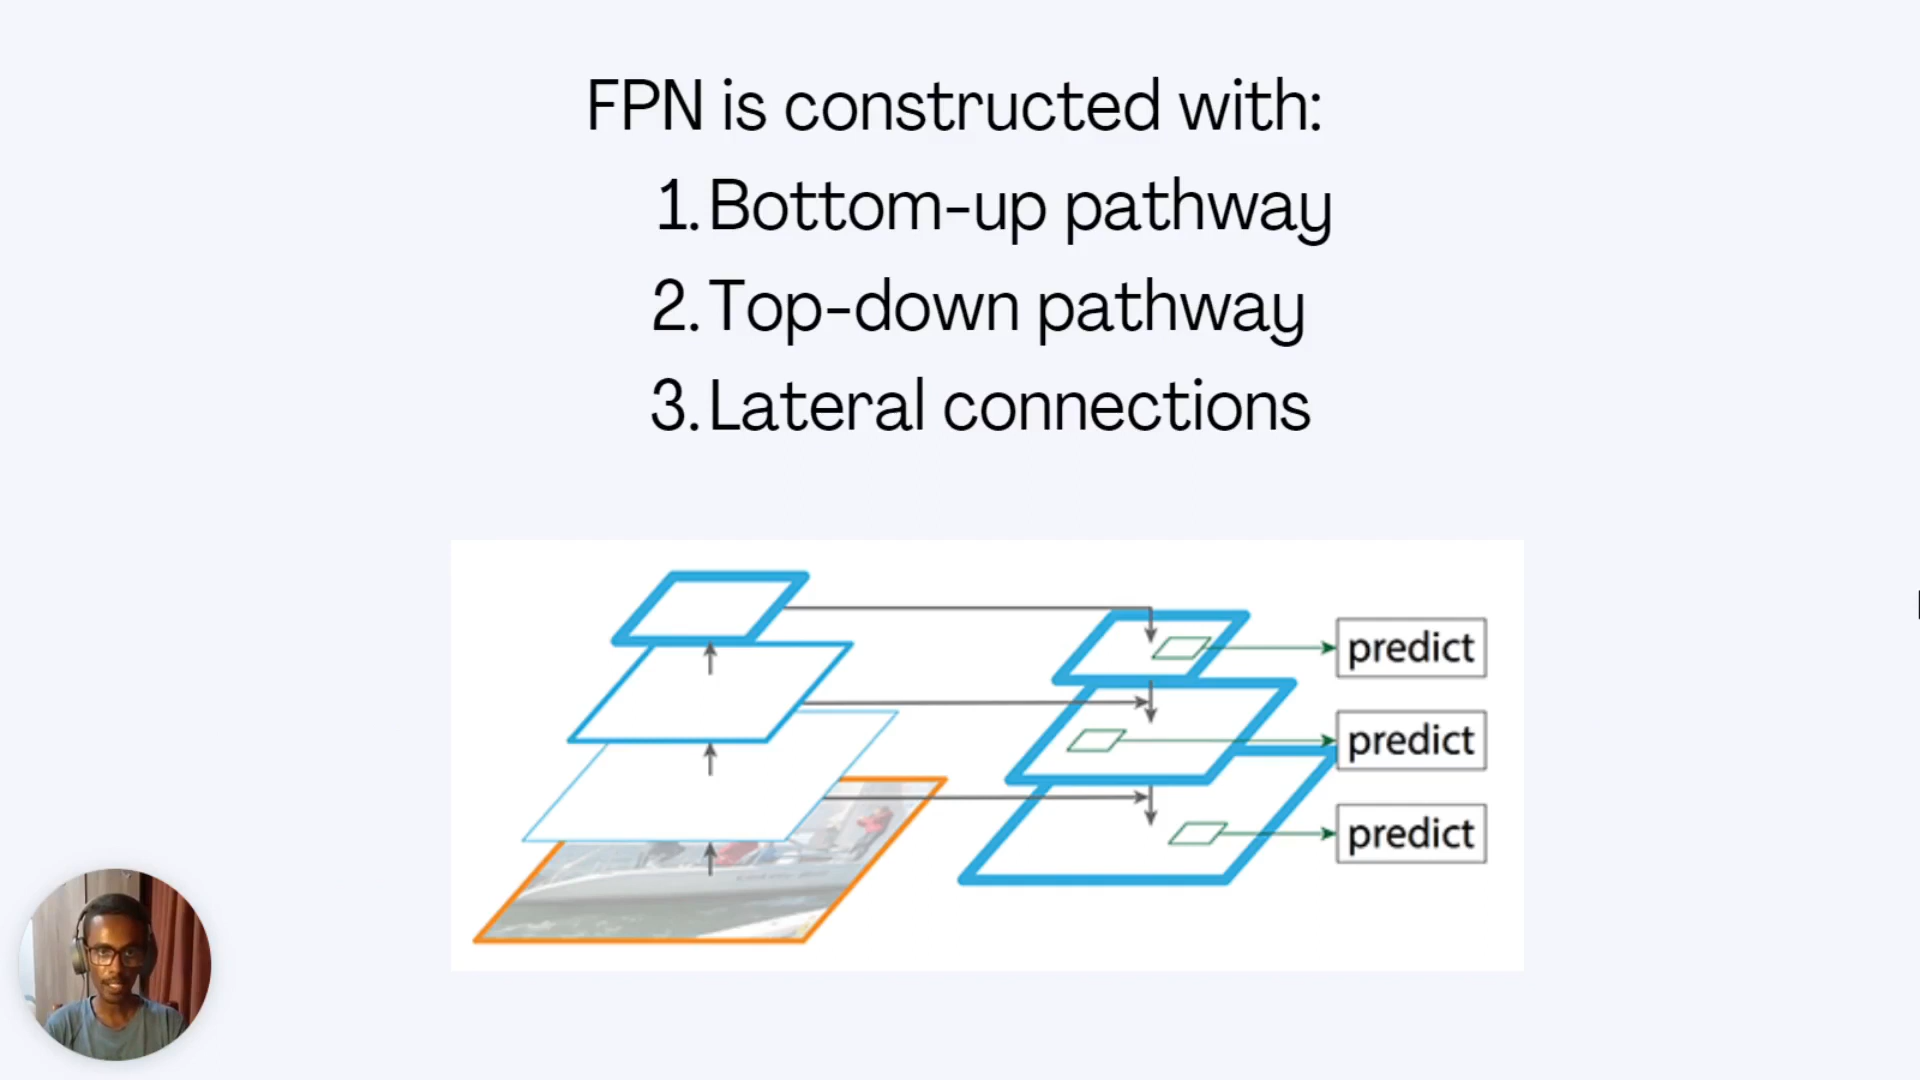 FPN is constructed with:
1. Bottom-up pathway
2. Top-down pathway
3. Lateral connections
predict
predict
predict